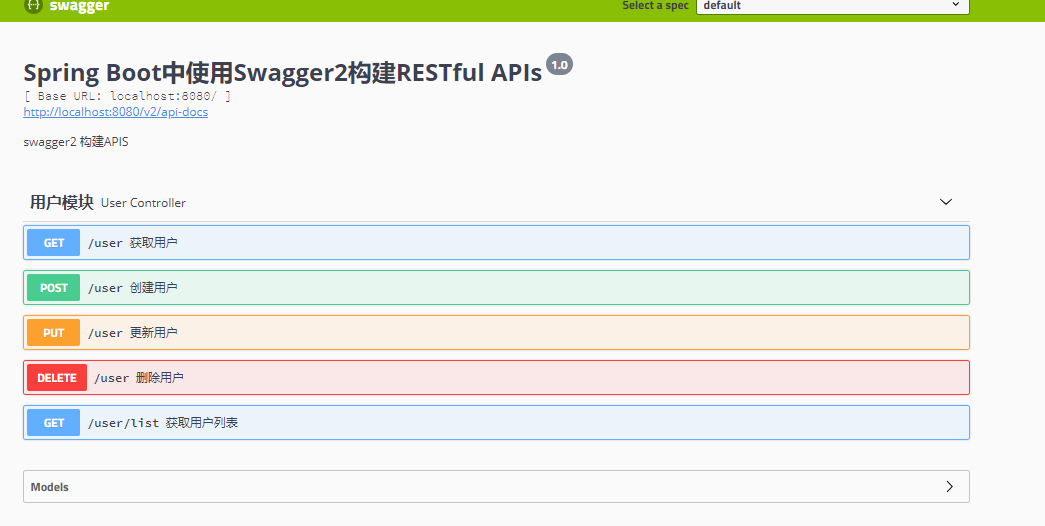 {··} swagger Select a spec default
Spring Boot中使用Swagger2构建RESTful APIs 1.0
[ Base URL: localhost:8080/ ]
http://localhost:8080/v2/api-docs
swagger2 构建APIS
用户模块 User Controller
GET /user 获取用户
POST /user 创建用户
PUT /user 更新用户
DELETE /user 删除用户
GET /user/list 获取用户列表
Models